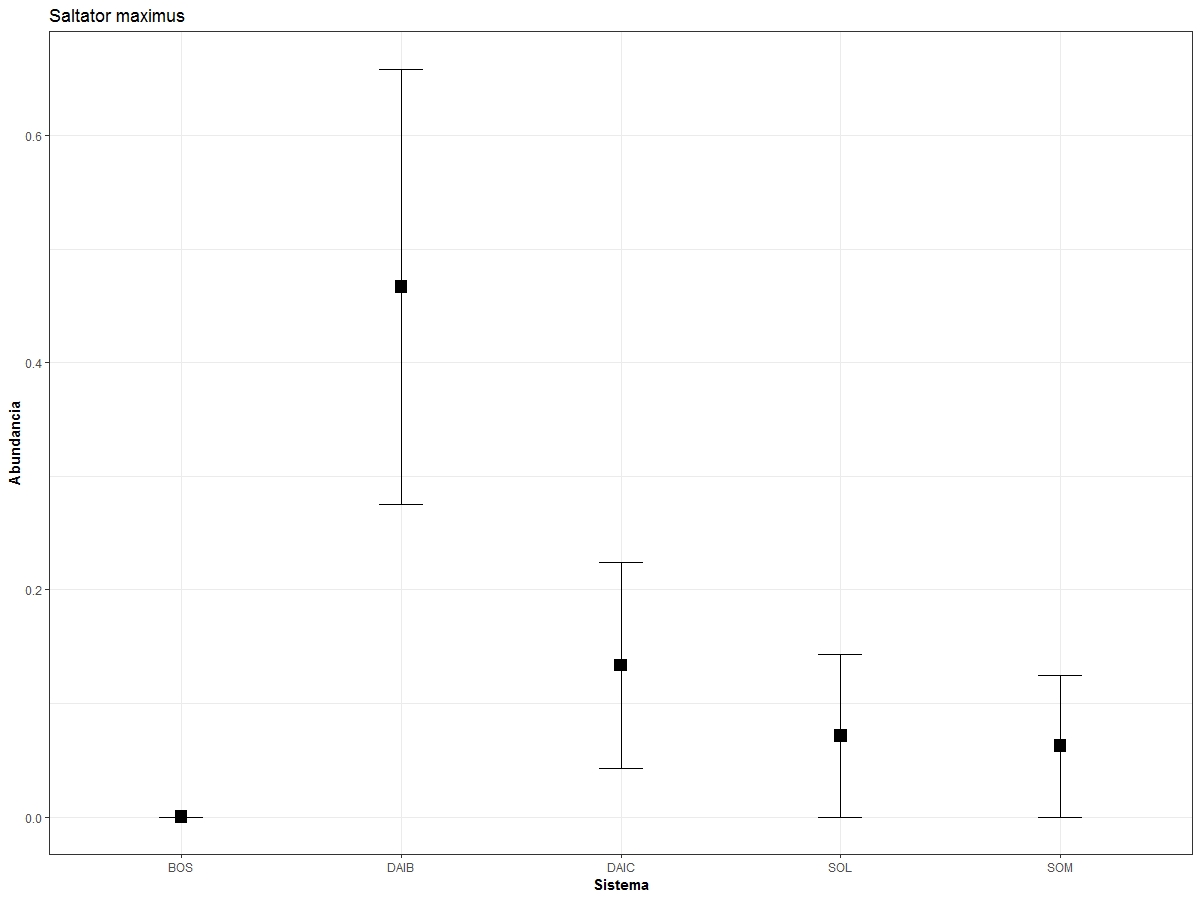 Saltator maximus
Abundancia
0.6
0.4
0.2
0.0
BOS DAIB DAIC SOL SOM
Sistema